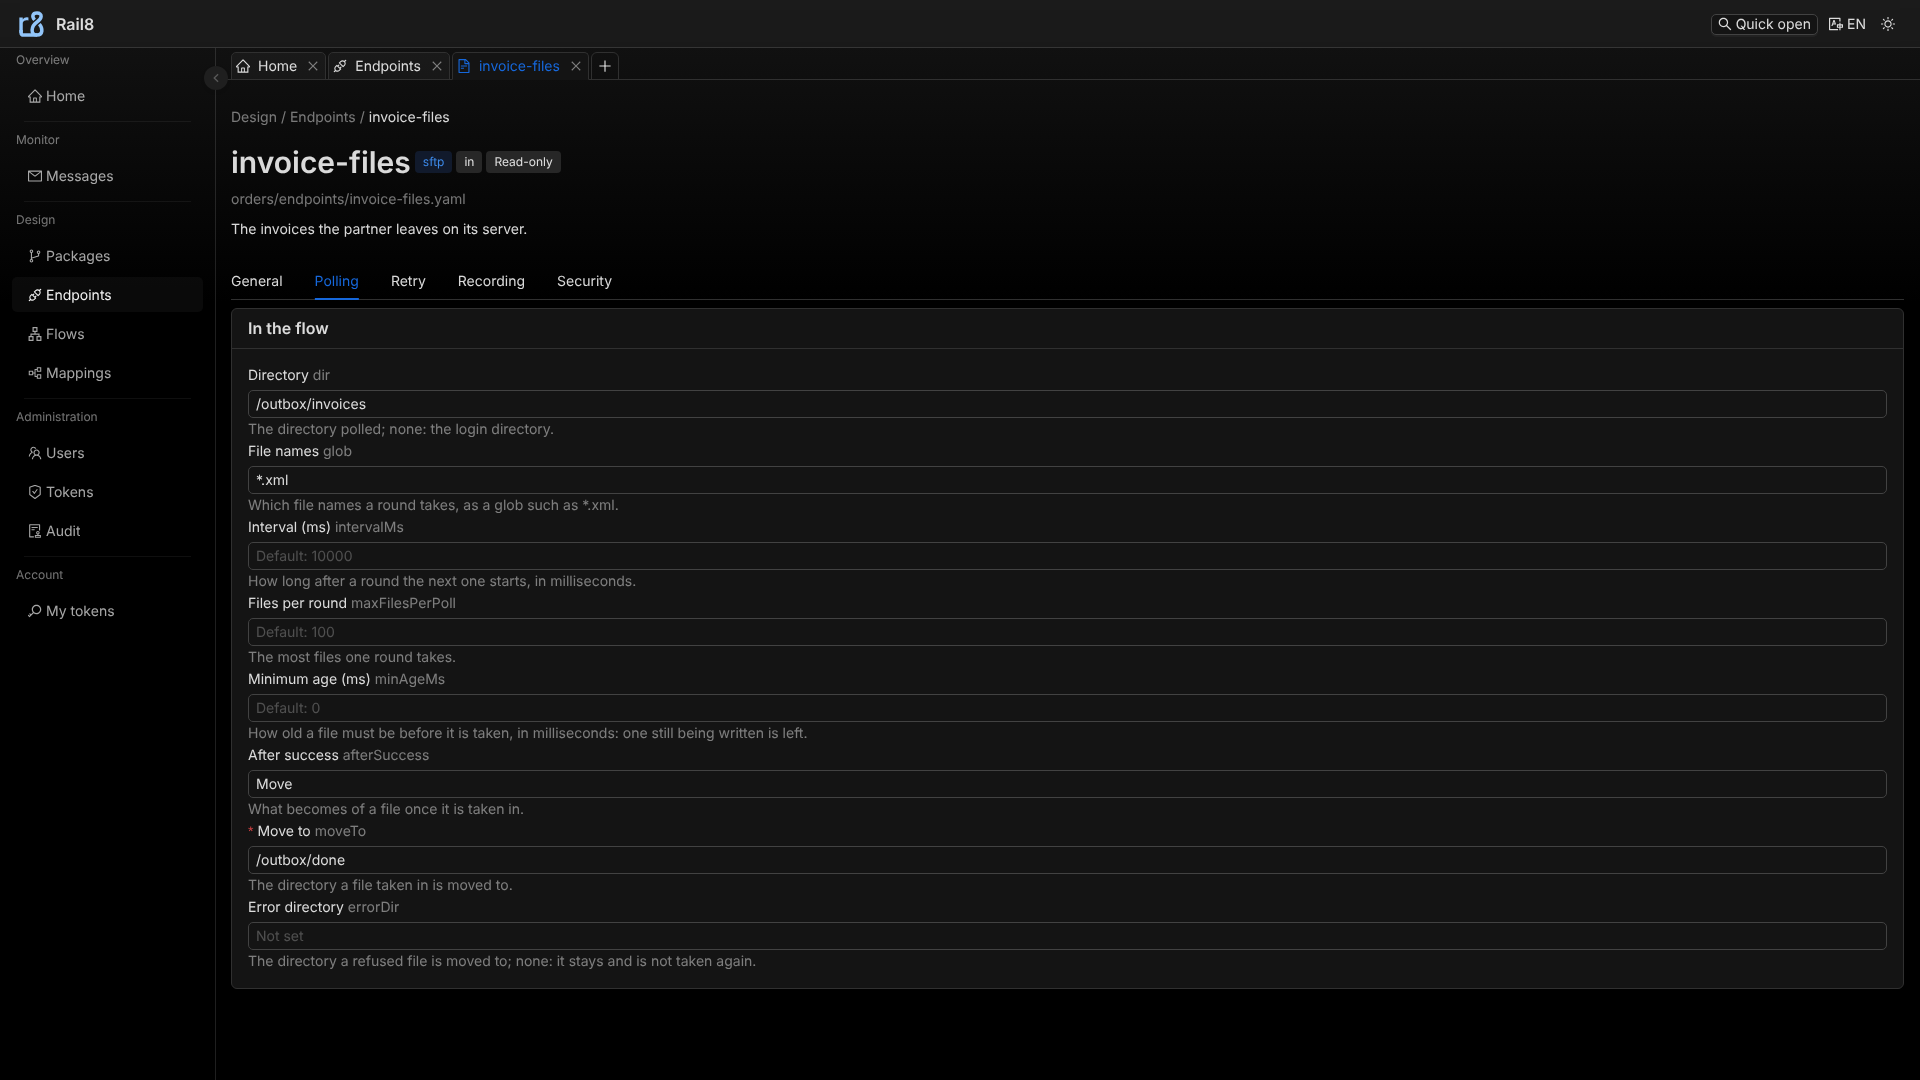 Rail8
Quick open
EN
Overview
Home
Monitor
Messages
Design
Packages
Endpoints
Flows
Mappings
Administration
Users
Tokens
Audit
Account
My tokens
Home
Endpoints
invoice-files
Design / Endpoints / invoice-files
invoice-files sftp in Read-only
orders/endpoints/invoice-files.yaml
The invoices the partner leaves on its server.
General Polling Retry Recording Security
In the flow
Directory dir
/outbox/invoices
The directory polled; none: the login directory.
File names glob
*.xml
Which file names a round takes, as a glob such as *.xml.
Interval (ms) intervalMs
Default: 10000
How long after a round the next one starts, in milliseconds.
Files per round maxFilesPerPoll
Default: 100
The most files one round takes.
Minimum age (ms) minAgeMs
Default: 0
How old a file must be before it is taken, in milliseconds: one still being written is left.
After success afterSuccess
Move
What becomes of a file once it is taken in.
* Move to moveTo
/outbox/done
The directory a file taken in is moved to.
Error directory errorDir
Not set
The directory a refused file is moved to; none: it stays and is not taken again.